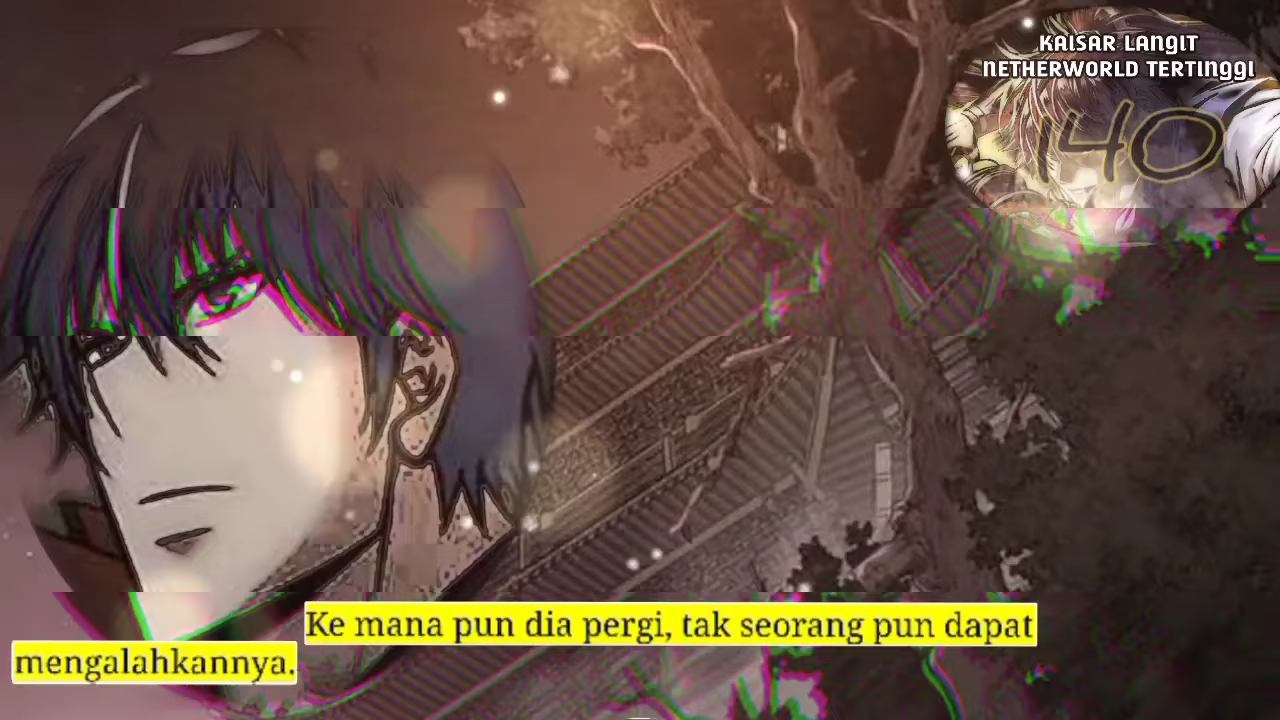 KAISAR LANGIT
NETHERWORLD TERTINGGI
140
Ke mana pun dia pergi, tak seorang pun dapat
mengalahkannya.